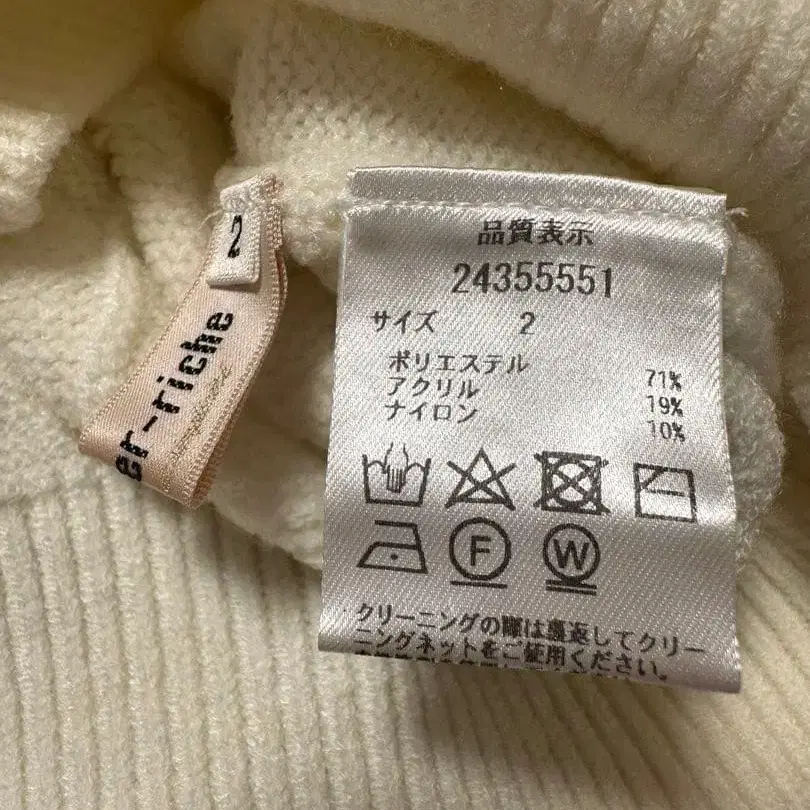 2
er-riche
品質表示
24355551
サイズ 2
ポリエステル 71%
アクリル 19%
ナイロン 10%
F
W
クリーニングの際は裏返してクリー
ニングネットをご使用ください。